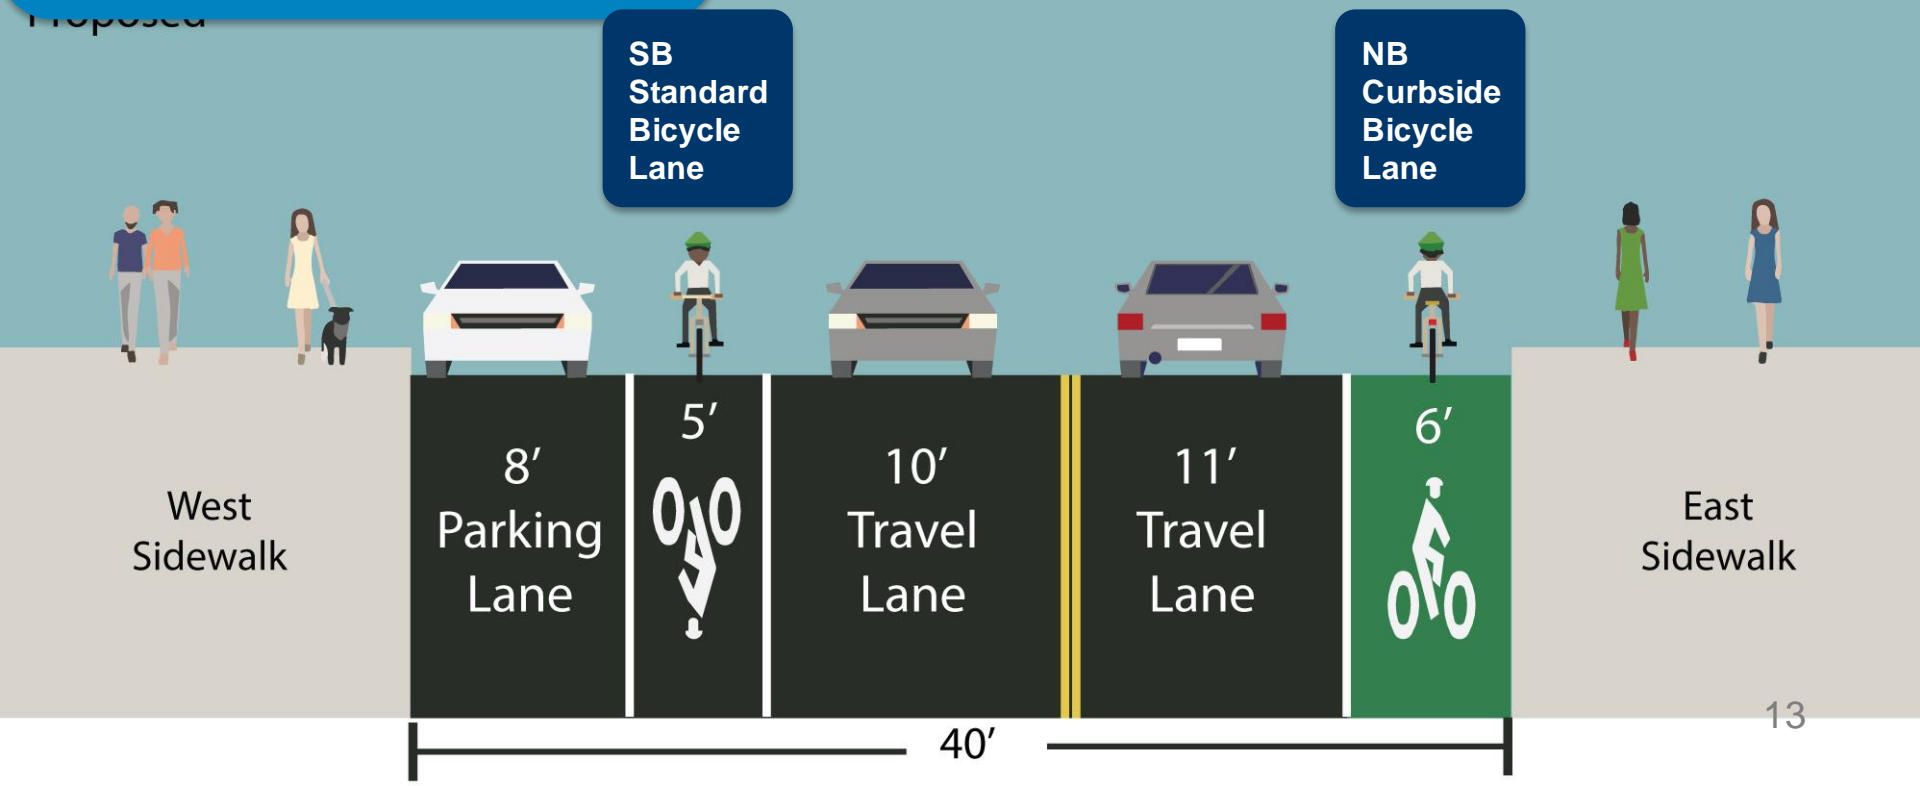 Proposed
SB
Standard
Bicycle
Lane
NB
Curbside
Bicycle
Lane
West
Sidewalk
8′
Parking
Lane
5′
10′
Travel
Lane
11′
Travel
Lane
6′
East
Sidewalk
40′
13